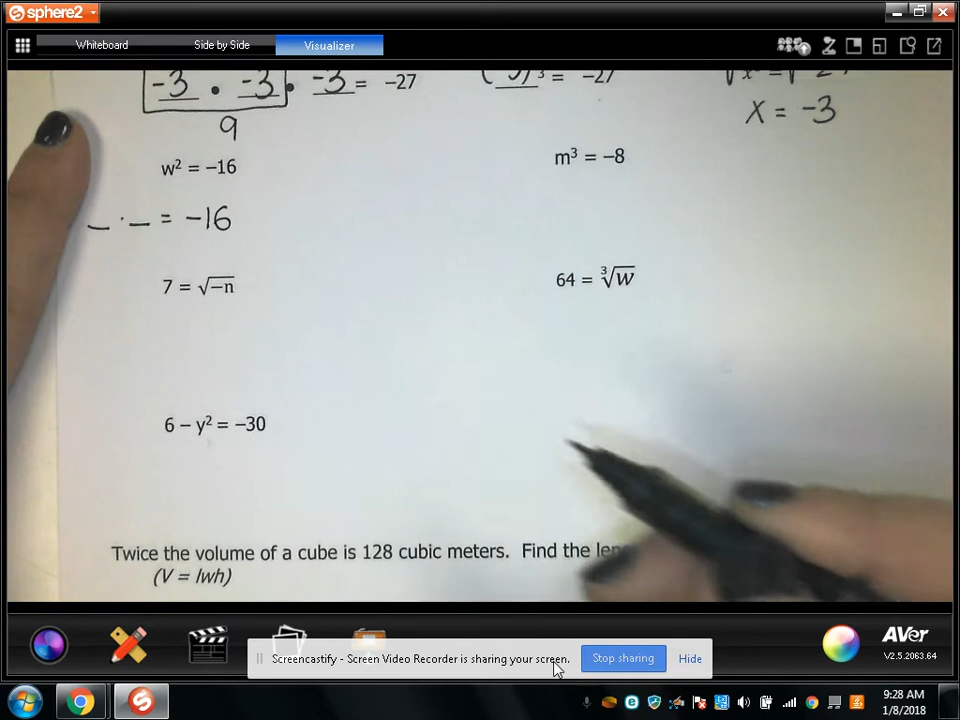 sphere2
Whiteboard Side by Side Visualizer
-3 · -3 · -3 = -27
9
)³ = -27
x = -3
w² = –16
m³ = –8
_ · _ = -16
7 = √–n
64 = ³√w
6 – y² = –30
Twice the volume of a cube is 128 cubic meters. Find the
(V = lwh)
Screencastify - Screen Video Recorder is sharing your screen. Stop sharing Hide
AVer
V2.5.2063.64
9:28 AM
1/8/2018